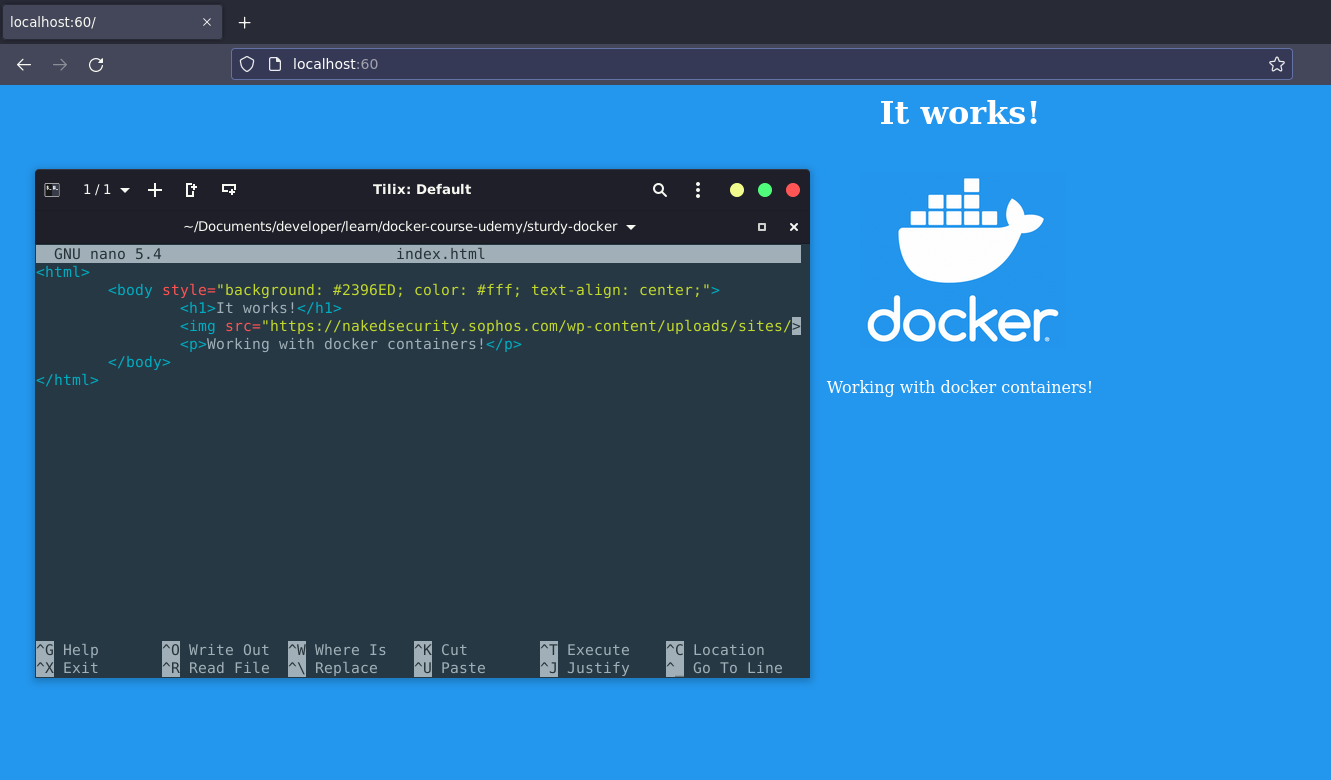 localhost:60/
localhost:60
It works!
1 / 1
Tilix: Default
~/Documents/developer/learn/docker-course-udemy/sturdy-docker
GNU nano 5.4 index.html
<html>
<body style="background: #2396ED; color: #fff; text-align: center;">
<h1>It works!</h1>
<img src="https://nakedsecurity.sophos.com/wp-content/uploads/sites/>
<p>Working with docker containers!</p>
</body>
</html>
docker
Working with docker containers!
^G Help ^O Write Out ^W Where Is ^K Cut ^T Execute ^C Location
^X Exit ^R Read File ^\ Replace ^U Paste ^J Justify ^_ Go To Line